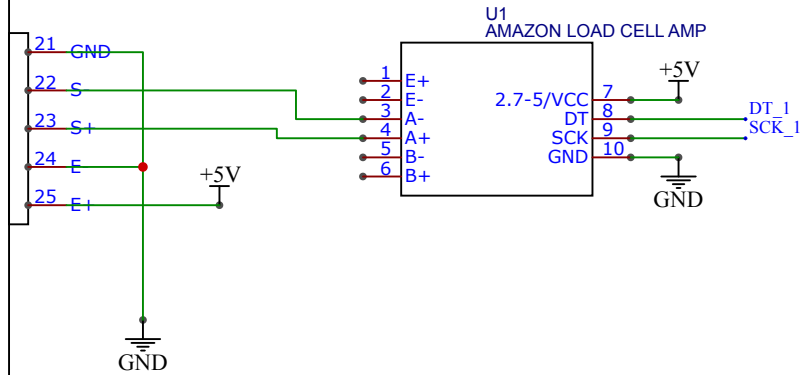 U1
AMAZON LOAD CELL AMP
21 GND
22 S-
23 S+
24 E-
25 E+
+5V
GND
1 E+
2 E-
3 A-
4 A+
5 B-
6 B+
2.7-5/VCC 7
DT 8
SCK 9
GND 10
+5V
DT_1
SCK_1
GND